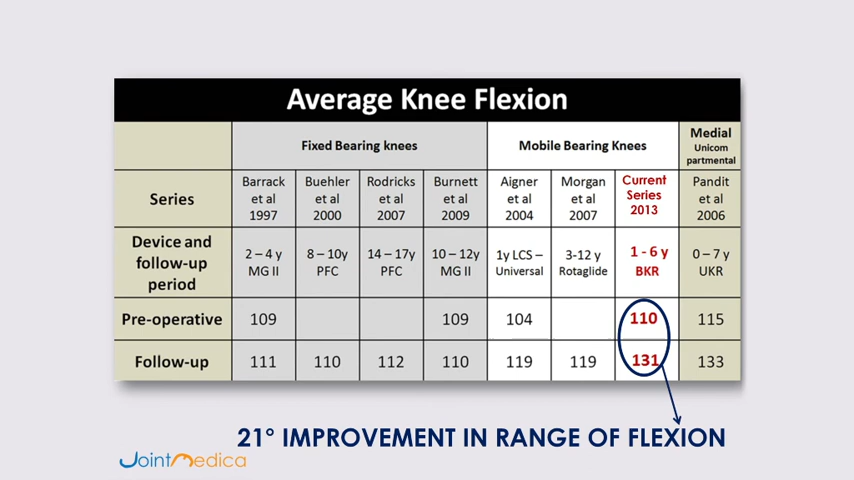 Average Knee Flexion
Fixed Bearing knees
Mobile Bearing Knees
Medial
Unicom
partmental
Series
Barrack
et al
1997
Buehler
et al
2000
Rodricks
et al
2007
Burnett
et al
2009
Aigner
et al
2004
Morgan
et al
2007
Current
Series
2013
Pandit
et al
2006
Device and
follow-up
period
2 – 4 y
MG II
8 – 10y
PFC
14 – 17y
PFC
10 – 12y
MG II
1y LCS –
Universal
3-12 y
Rotaglide
1 - 6 y
BKR
0 – 7 y
UKR
Pre-operative
109
109
104
110
115
Follow-up
111
110
112
110
119
119
131
133
21° IMPROVEMENT IN RANGE OF FLEXION
JointMedica